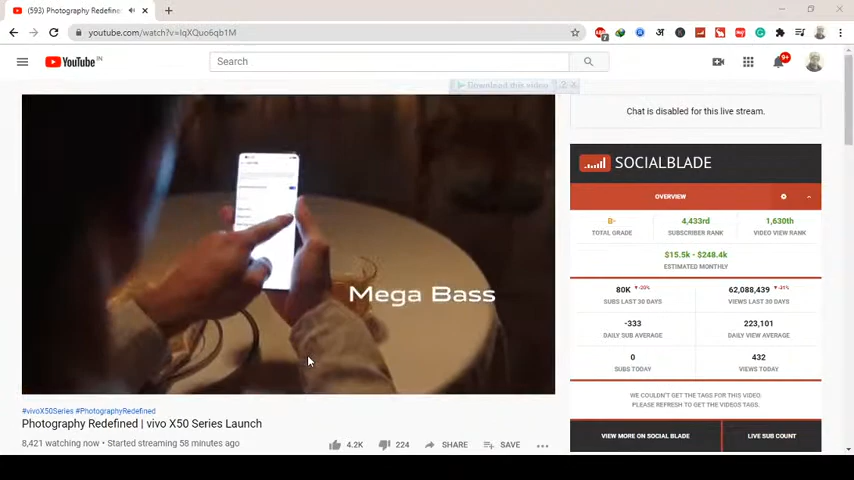 (593) Photography Redefine
youtube.com/watch?v=lqXQuo6qbI
YouTube IN
Search
9+
Download this video
Chat is disabled for this live stream.
Mega Bass
SOCIALBLADE
OVERVIEW
B- 4,433rd 1,630th
TOTAL GRADE SUBSCRIBER RANK VIDEO VIEW RANK
$15.5k - $248.4k
ESTIMATED MONTHLY
80K 62,088,439
SUBS LAST 30 DAYS VIEWS LAST 30 DAYS
-333 223,101
DAILY SUB AVERAGE DAILY VIEW AVERAGE
0 432
SUBS TODAY VIEWS TODAY
WE COULDN'T GET THE TAGS FOR THIS VIDEO.
PLEASE REFRESH TO GET THE VIDEOS TAGS.
VIEW MORE ON SOCIAL BLADE LIVE SUB COUNT
#vivoX50Series #PhotographyRedefined
Photography Redefined | vivo X50 Series Launch
8,421 watching now • Started streaming 58 minutes ago
4.2K 224 SHARE SAVE